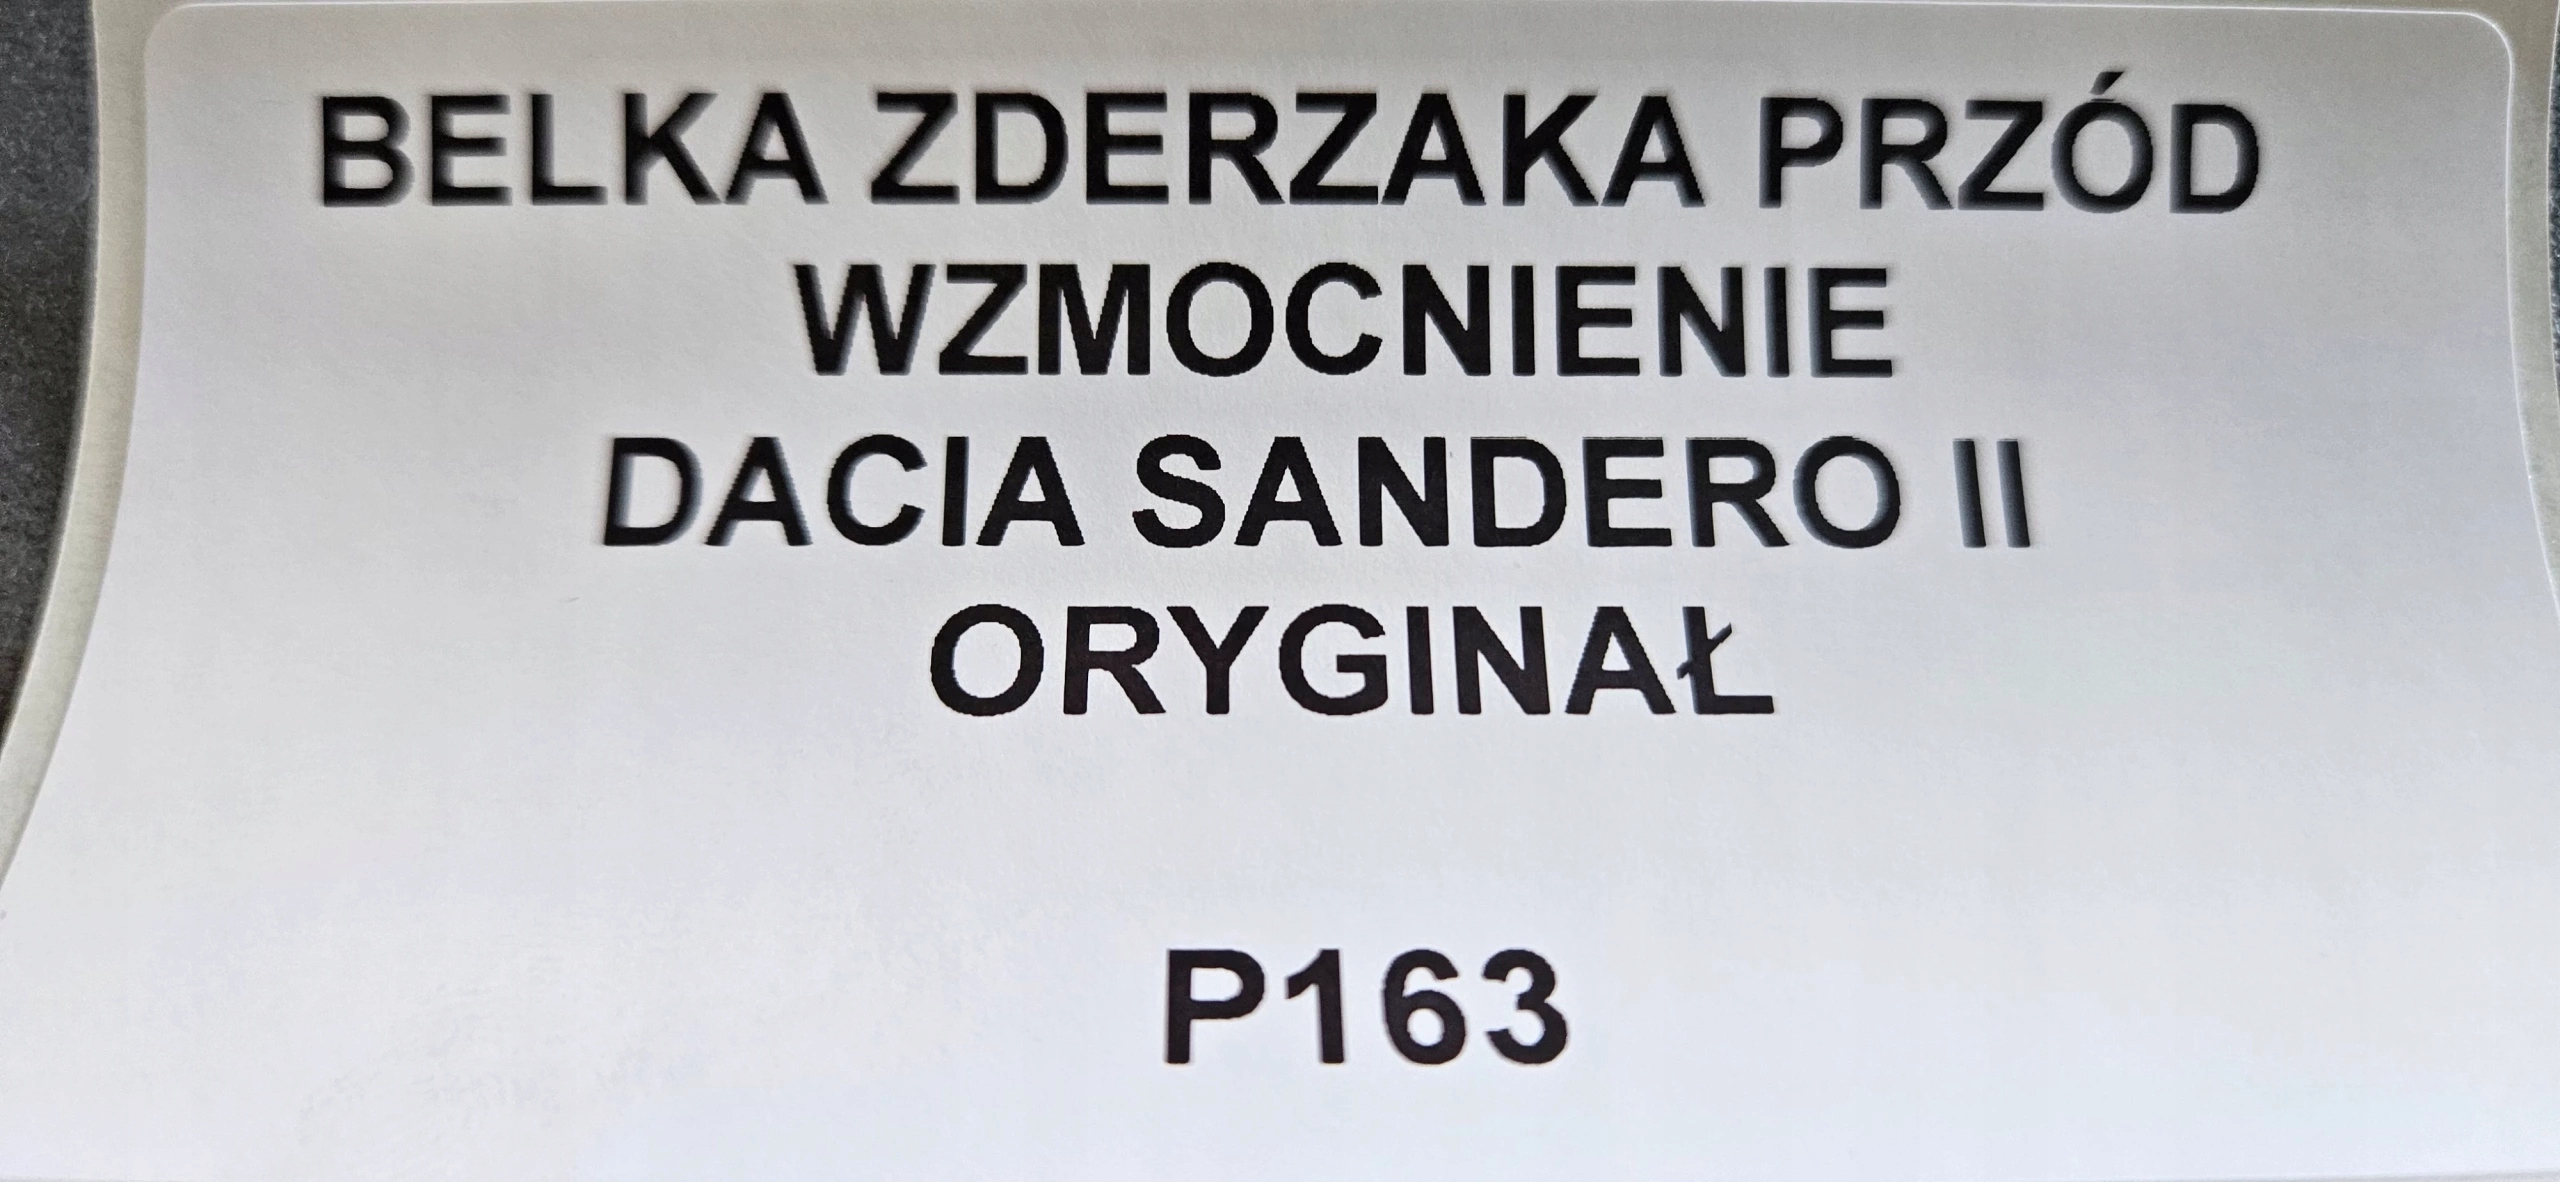 BELKA ZDERZAKA PRZÓD
WZMOCNIENIE
DACIA SANDERO II
ORYGINAŁ
P163